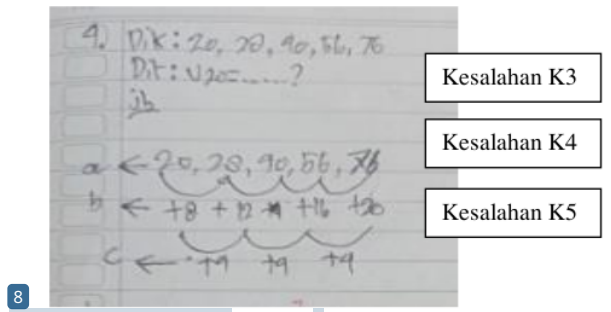 4. Dik : 20, 28, 40, 56, 76
Dit : U20 = ...... ?
jb
a ← 20, 28, 40, 56, 76
b ← +8 +12 +16 +20
c ← +4 +4 +4
Kesalahan K3
Kesalahan K4
Kesalahan K5
8